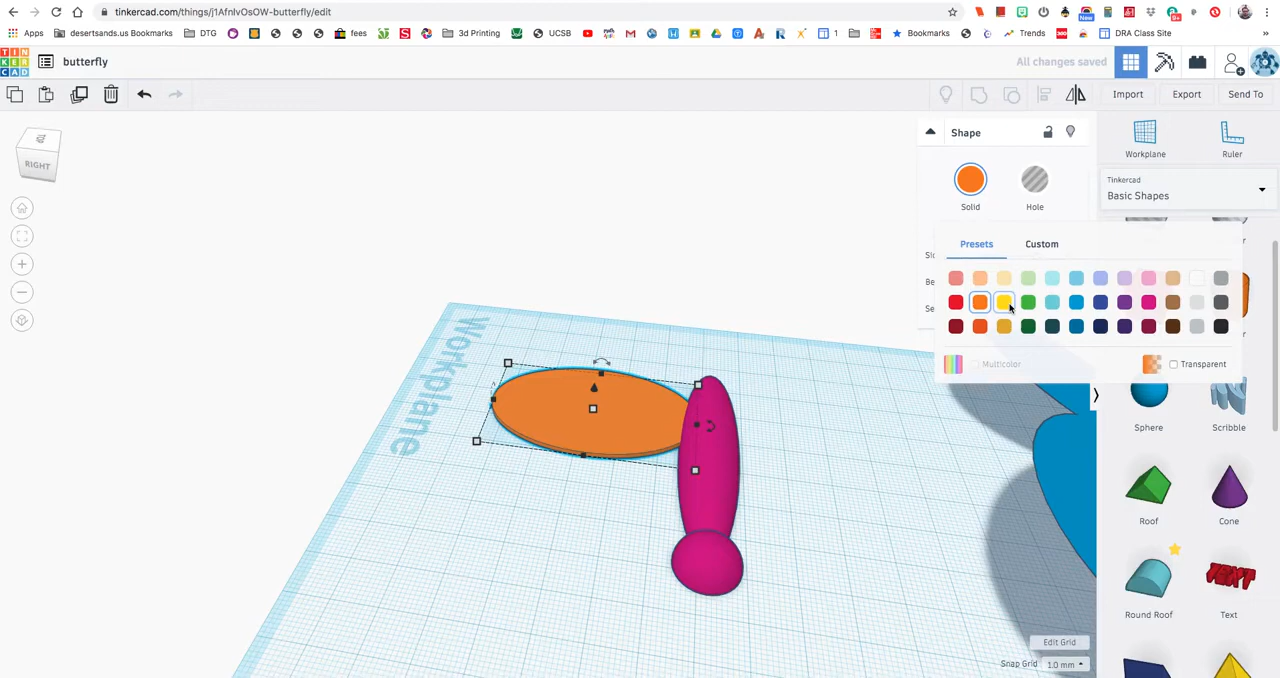 tinkercad.com/things/j1AfnIvOsOW-butterfly/edit
Apps
desertsands.us Bookmarks
DTG
fees
3d Printing
UCSB
1
Bookmarks
Trends
DRA Class Site
»
TIN
KER
CAD
butterfly
All changes saved
Import
Export
Send To
RIGHT
Shape
Solid
Hole
Workplane
Ruler
Tinkercad
Basic Shapes
Presets
Custom
Multicolor
Transparent
Workplane
Sphere
Scribble
Roof
Cone
Round Roof
Text
TEXT
Edit Grid
Snap Grid 1.0 mm